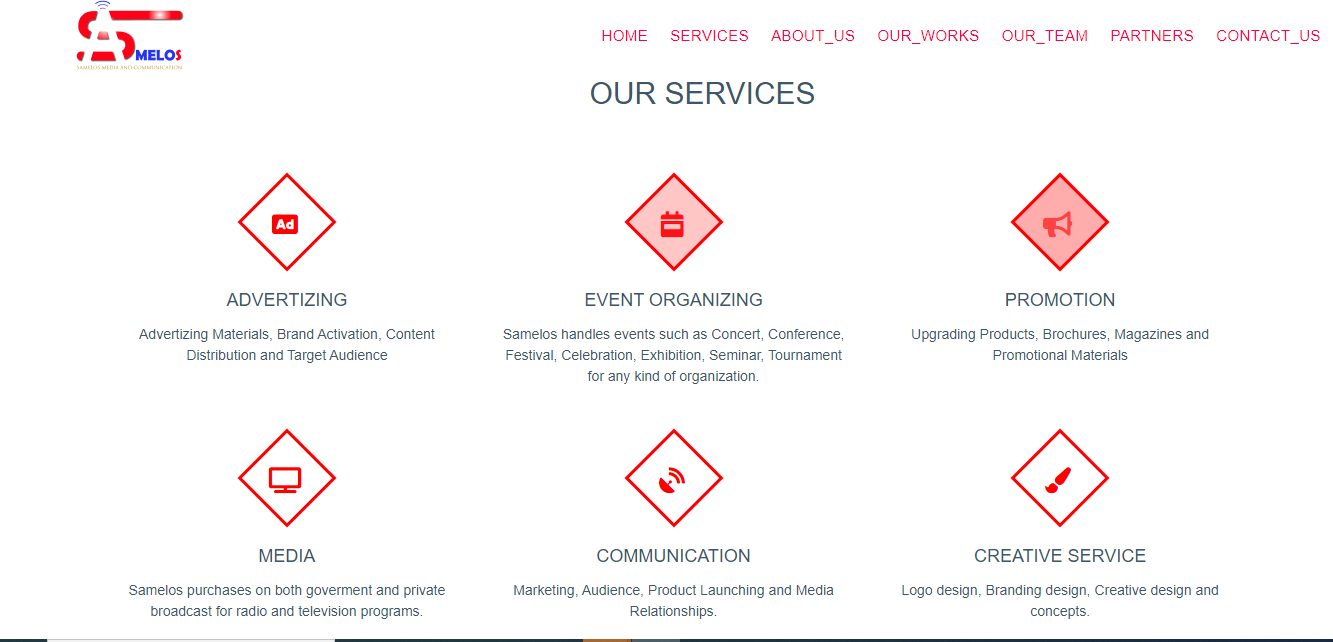 SAMELOS
SAMELOS MEDIA AND COMMUNICATION
HOME SERVICES ABOUT_US OUR_WORKS OUR_TEAM PARTNERS CONTACT_US
OUR SERVICES
Ad
ADVERTIZING
Advertizing Materials, Brand Activation, Content
Distribution and Target Audience
EVENT ORGANIZING
Samelos handles events such as Concert, Conference,
Festival, Celebration, Exhibition, Seminar, Tournament
for any kind of organization.
PROMOTION
Upgrading Products, Brochures, Magazines and
Promotional Materials
MEDIA
Samelos purchases on both goverment and private
broadcast for radio and television programs.
COMMUNICATION
Marketing, Audience, Product Launching and Media
Relationships.
CREATIVE SERVICE
Logo design, Branding design, Creative design and
concepts.